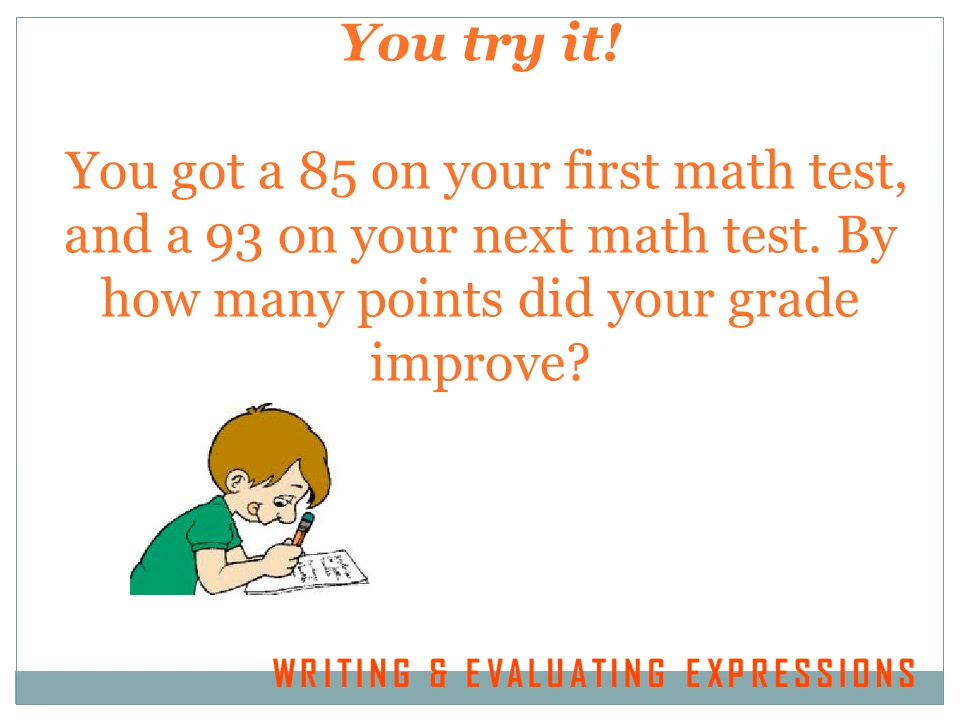 You try it!
You got a 85 on your first math test,
and a 93 on your next math test. By
how many points did your grade
improve?
WRITING & EVALUATING EXPRESSIONS